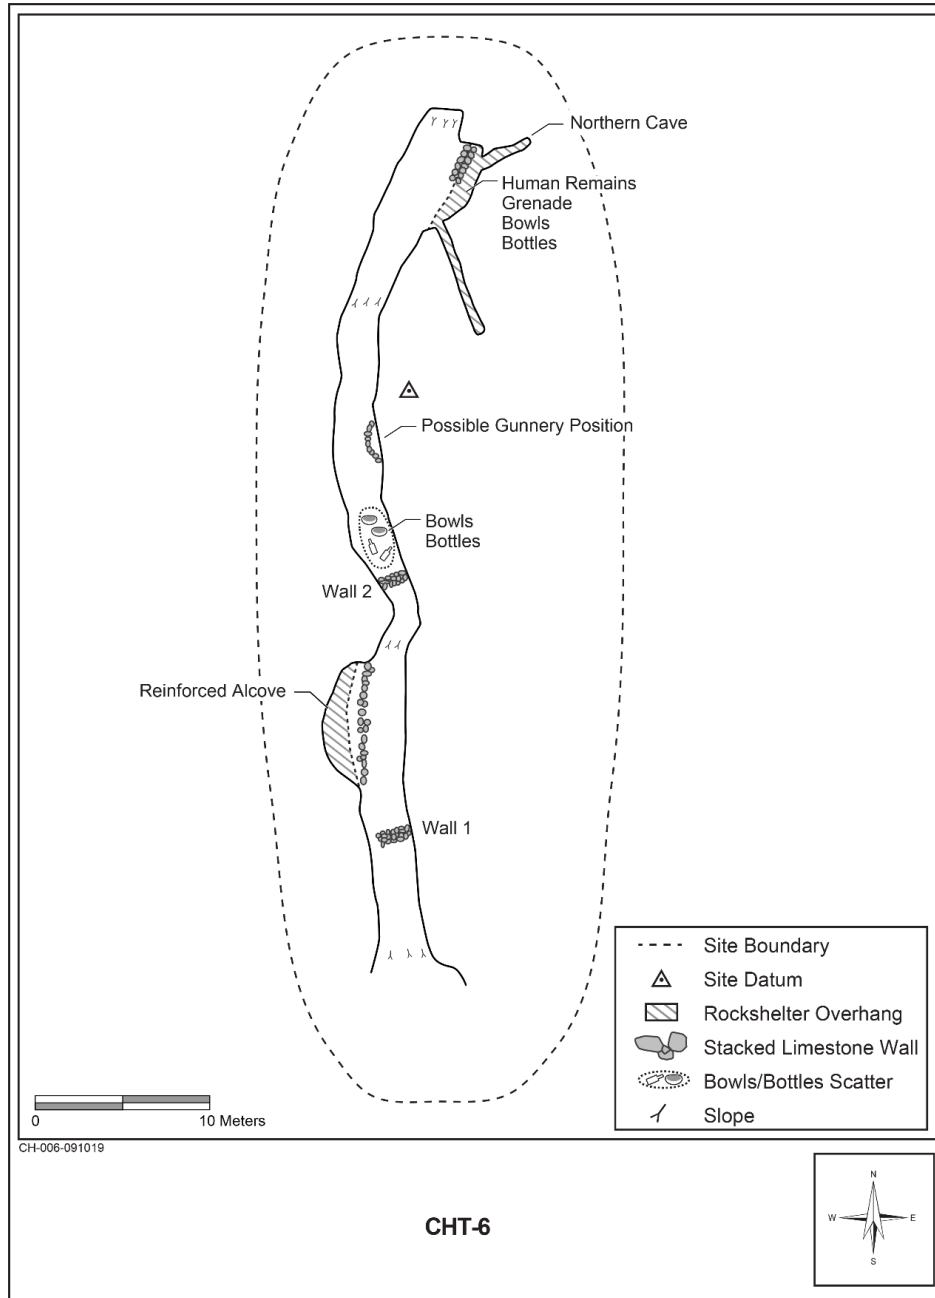 Northern Cave
Human Remains
Grenade
Bowls
Bottles
Possible Gunnery Position
Bowls
Bottles
Wall 2
Reinforced Alcove
Wall 1
Site Boundary
Site Datum
Rockshelter Overhang
Stacked Limestone Wall
Bowls/Bottles Scatter
Slope
0 10 Meters
CH-006-091019
CHT-6
N
W E
S